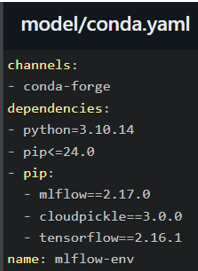 model/conda.yaml
channels:
- conda-forge
dependencies:
- python=3.10.14
- pip<=24.0
- pip:
  - mlflow==2.17.0
  - cloudpickle==3.0.0
  - tensorflow==2.16.1
name: mlflow-env